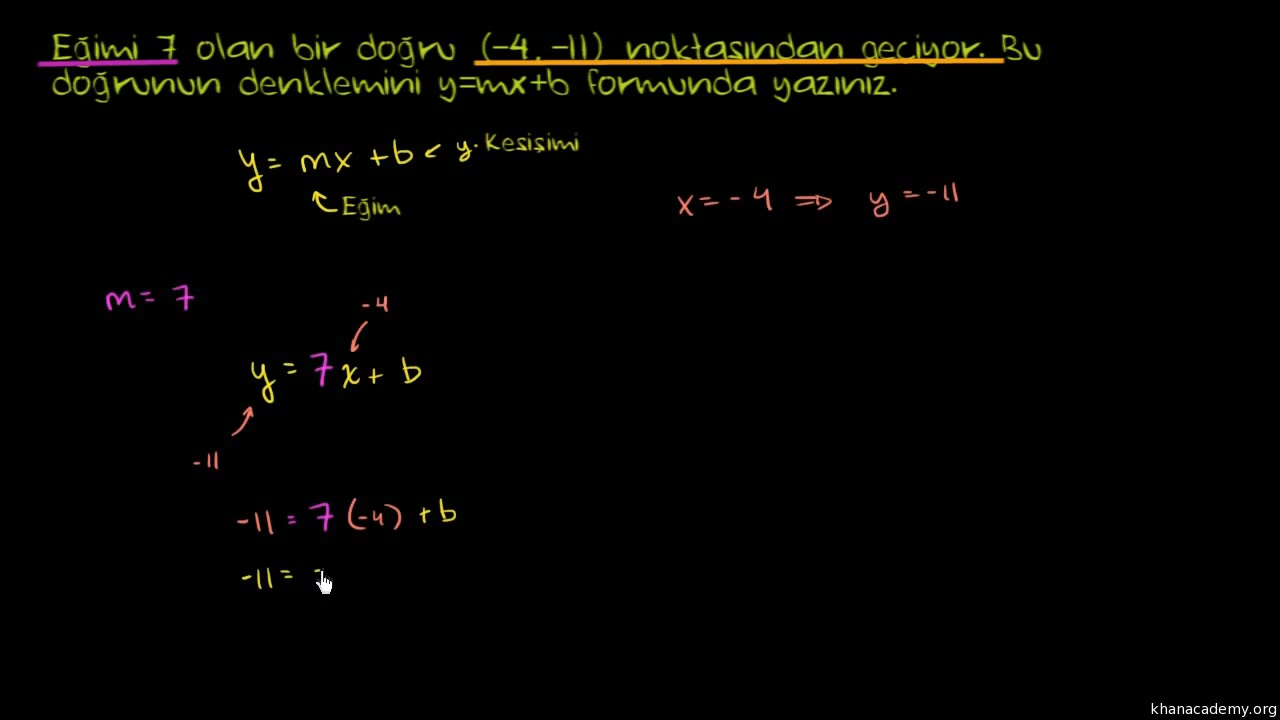 Eğimi 7 olan bir doğru (-4, -11) noktasından geciyor. Bu
doğrunun denklemini y=mx+b formunda yazınız.
y = mx + b ← y. Kesişimi
Eğim
x = -4 ⇒ y = -11
m = 7
-4
y = 7x + b
-11
-11 = 7 (-4) + b
-11 = -
khanacademy.org